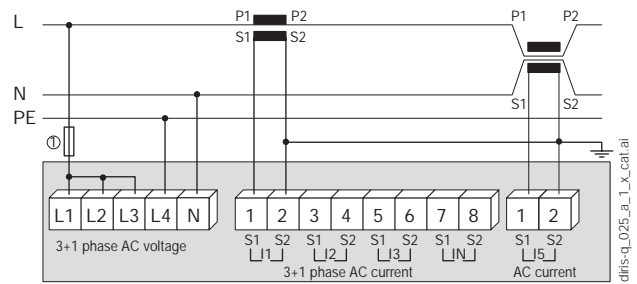 L P1 P2 P1 P2
S1 S2
N
S1 S2
PE
①
L1 L2 L3 L4 N 1 2 3 4 5 6 7 8 1 2
S1 S2 S1 S2 S1 S2 S1 S2 S1 S2
I1 I2 I3 IN I5
3+1 phase AC voltage
3+1 phase AC current AC current
diris-q_025_a_1_x_cat.ai